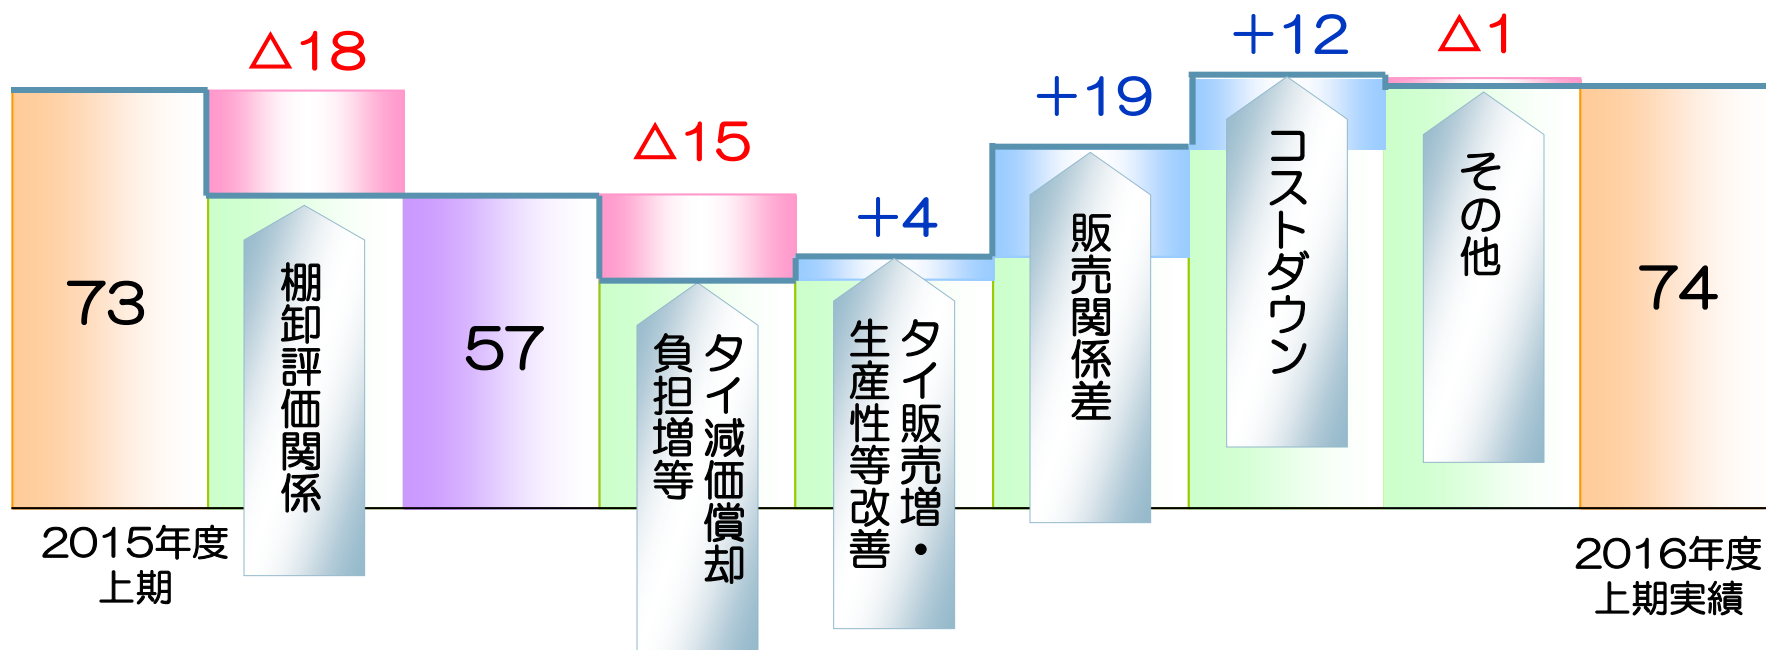 73
2015年度
上期
△18
棚卸評価関係
57
△15
タイ減価償却
負担増等
+4
タイ販売増・
生産性等改善
+19
販売関係差
+12
コストダウン
△1
その他
74
2016年度
上期実績